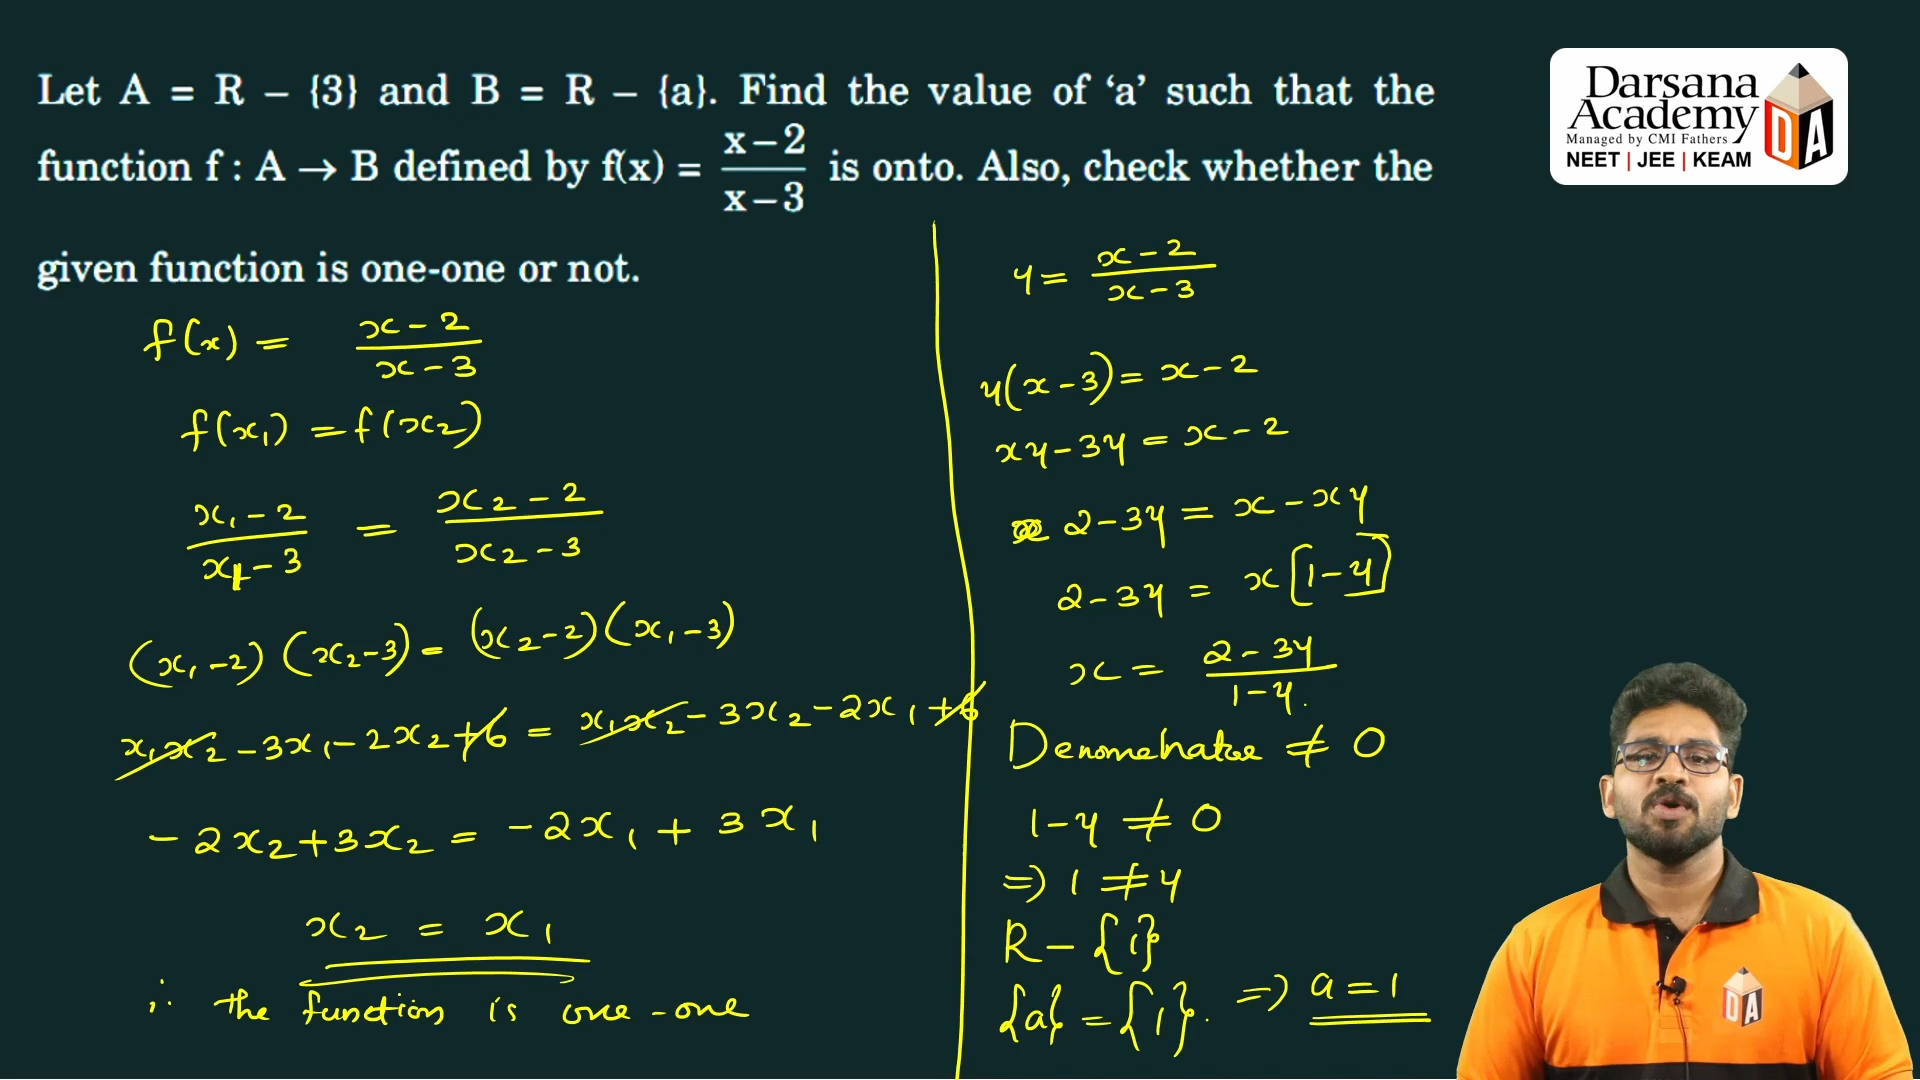 Let A = R – {3} and B = R – {a}. Find the value of ‘a’ such that the
function f : A → B defined by f(x) = (x – 2)/(x – 3) is onto. Also, check whether the
given function is one-one or not.
f(x) = (x - 2)/(x - 3)
f(x₁) = f(x₂)
(x₁ - 2)/(x₁ - 3) = (x₂ - 2)/(x₂ - 3)
(x₁ - 2) (x₂ - 3) = (x₂ - 2) (x₁ - 3)
x₁x₂ - 3x₁ - 2x₂ + 6 = x₁x₂ - 3x₂ - 2x₁ + 6
- 2x₂ + 3x₂ = - 2x₁ + 3x₁
x₂ = x₁
∴ the function is one-one
y = (x - 2)/(x - 3)
y(x - 3) = x - 2
xy - 3y = x - 2
2 - 3y = x - xy
2 - 3y = x[1 - y]
x = (2 - 3y)/(1 - y).
Denomenator ≠ 0
1 - y ≠ 0
⇒ 1 ≠ y
R - {1}
{a} = {1}. ⇒ a = 1
Darsana
Academy
Managed by CMI Fathers
NEET | JEE | KEAM
DA
DA